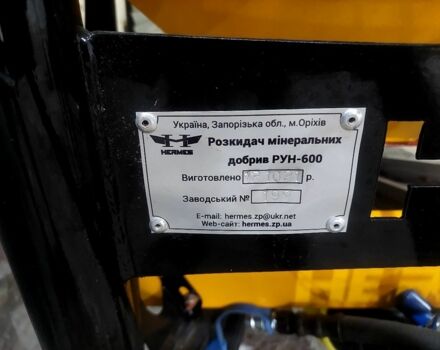 Україна, Запорізька обл., м.Оріхів
HERMES
Розкидач мінеральних
добрив РУН-600
Виготовлено р.
Заводський №
E-mail: hermes.zp@ukr.net
Web-сайт: hermes.zp.ua